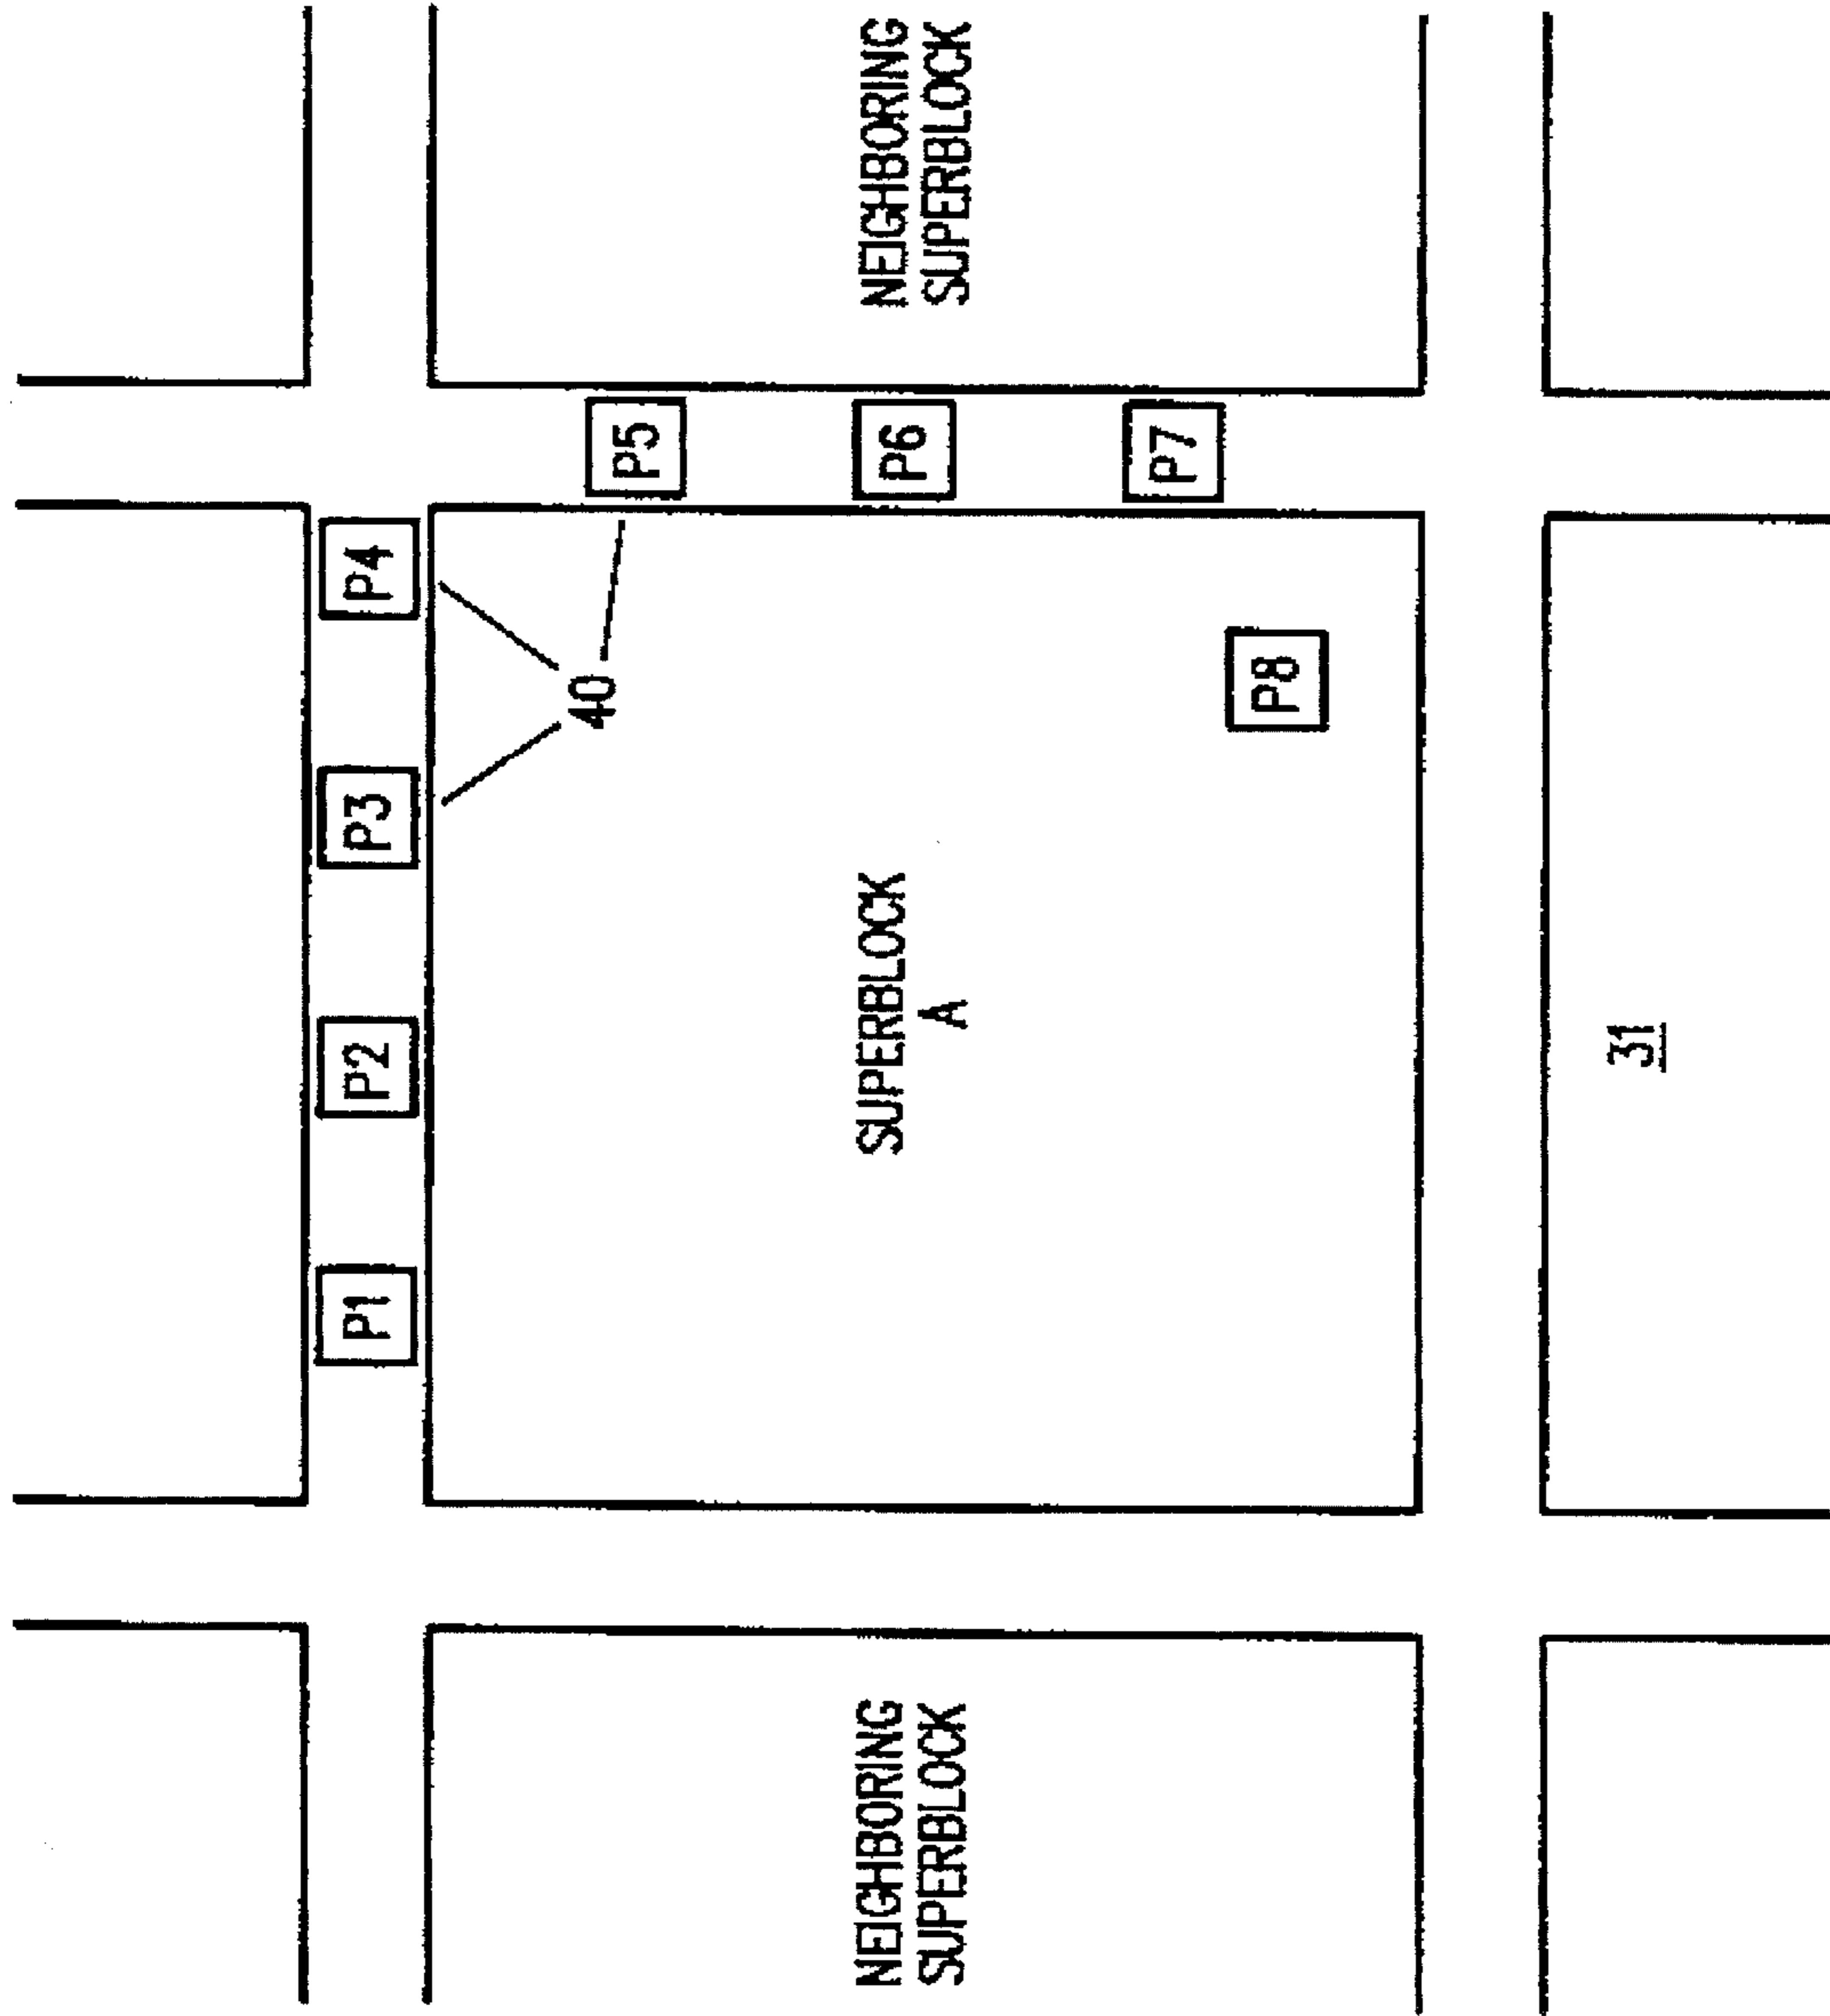 P1
P2
P3
P4
40
P5
NEIGHBORING
SUPERBLOCK
SUPERBLOCK
A
P6
NEIGHBORING
SUPERBLOCK
P7
P8
31